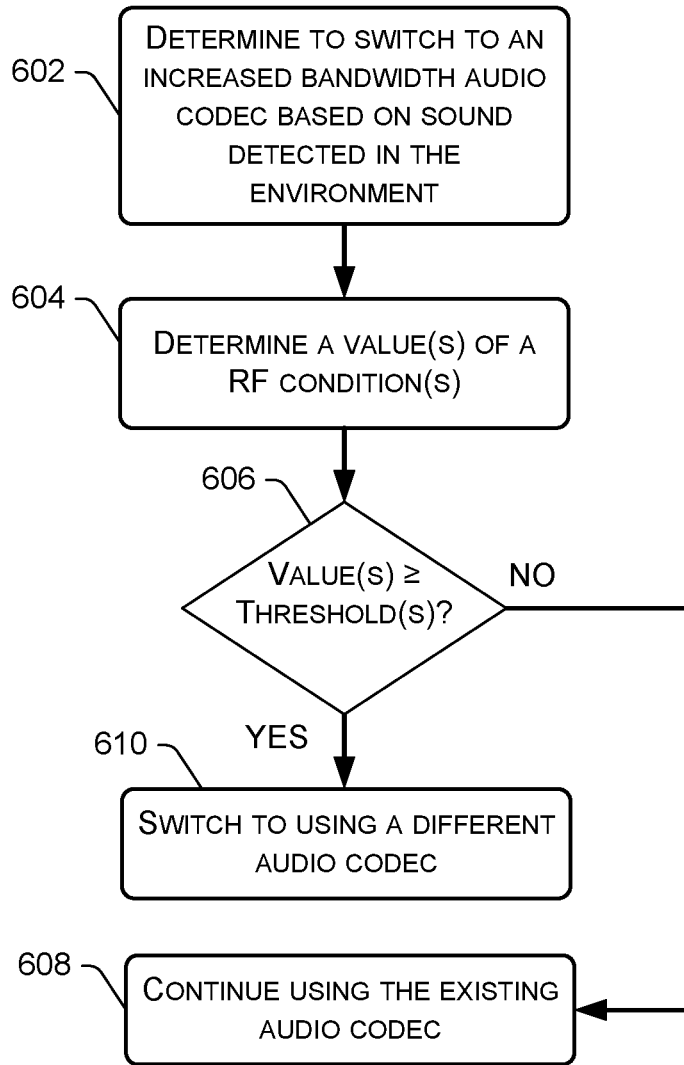 602
DETERMINE TO SWITCH TO AN
INCREASED BANDWIDTH AUDIO
CODEC BASED ON SOUND
DETECTED IN THE
ENVIRONMENT
604
DETERMINE A VALUE(S) OF A
RF CONDITION(S)
606
VALUE(S) ≥
THRESHOLD(S)?
NO
YES
610
SWITCH TO USING A DIFFERENT
AUDIO CODEC
608
CONTINUE USING THE EXISTING
AUDIO CODEC